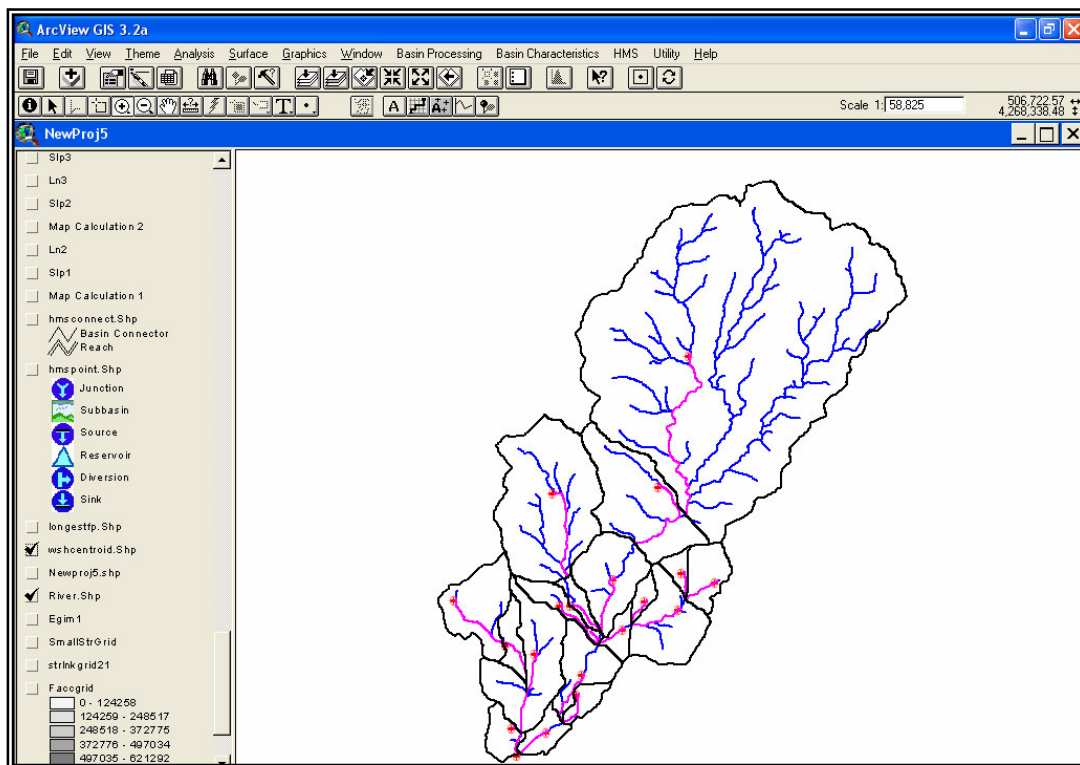 ArcView GIS 3.2a
File Edit View Theme Analysis Surface Graphics Window Basin Processing Basin Characteristics HMS Utility Help
Scale 1: 58,825
506,722.57
4,268,338.48
NewProj5
Slp3
Ln3
Slp2
Map Calculation 2
Ln2
Slp1
Map Calculation 1
hmsconnect.Shp
Basin Connector
Reach
hmspoint.Shp
Junction
Subbasin
Source
Reservoir
Diversion
Sink
longestfp.Shp
wshcentroid.Shp
Newproj5.shp
River.Shp
Egim1
SmallStrGrid
strlnkgrid21
Faccgrid
0 - 124258
124259 - 248517
248518 - 372775
372776 - 497034
497035 - 621292